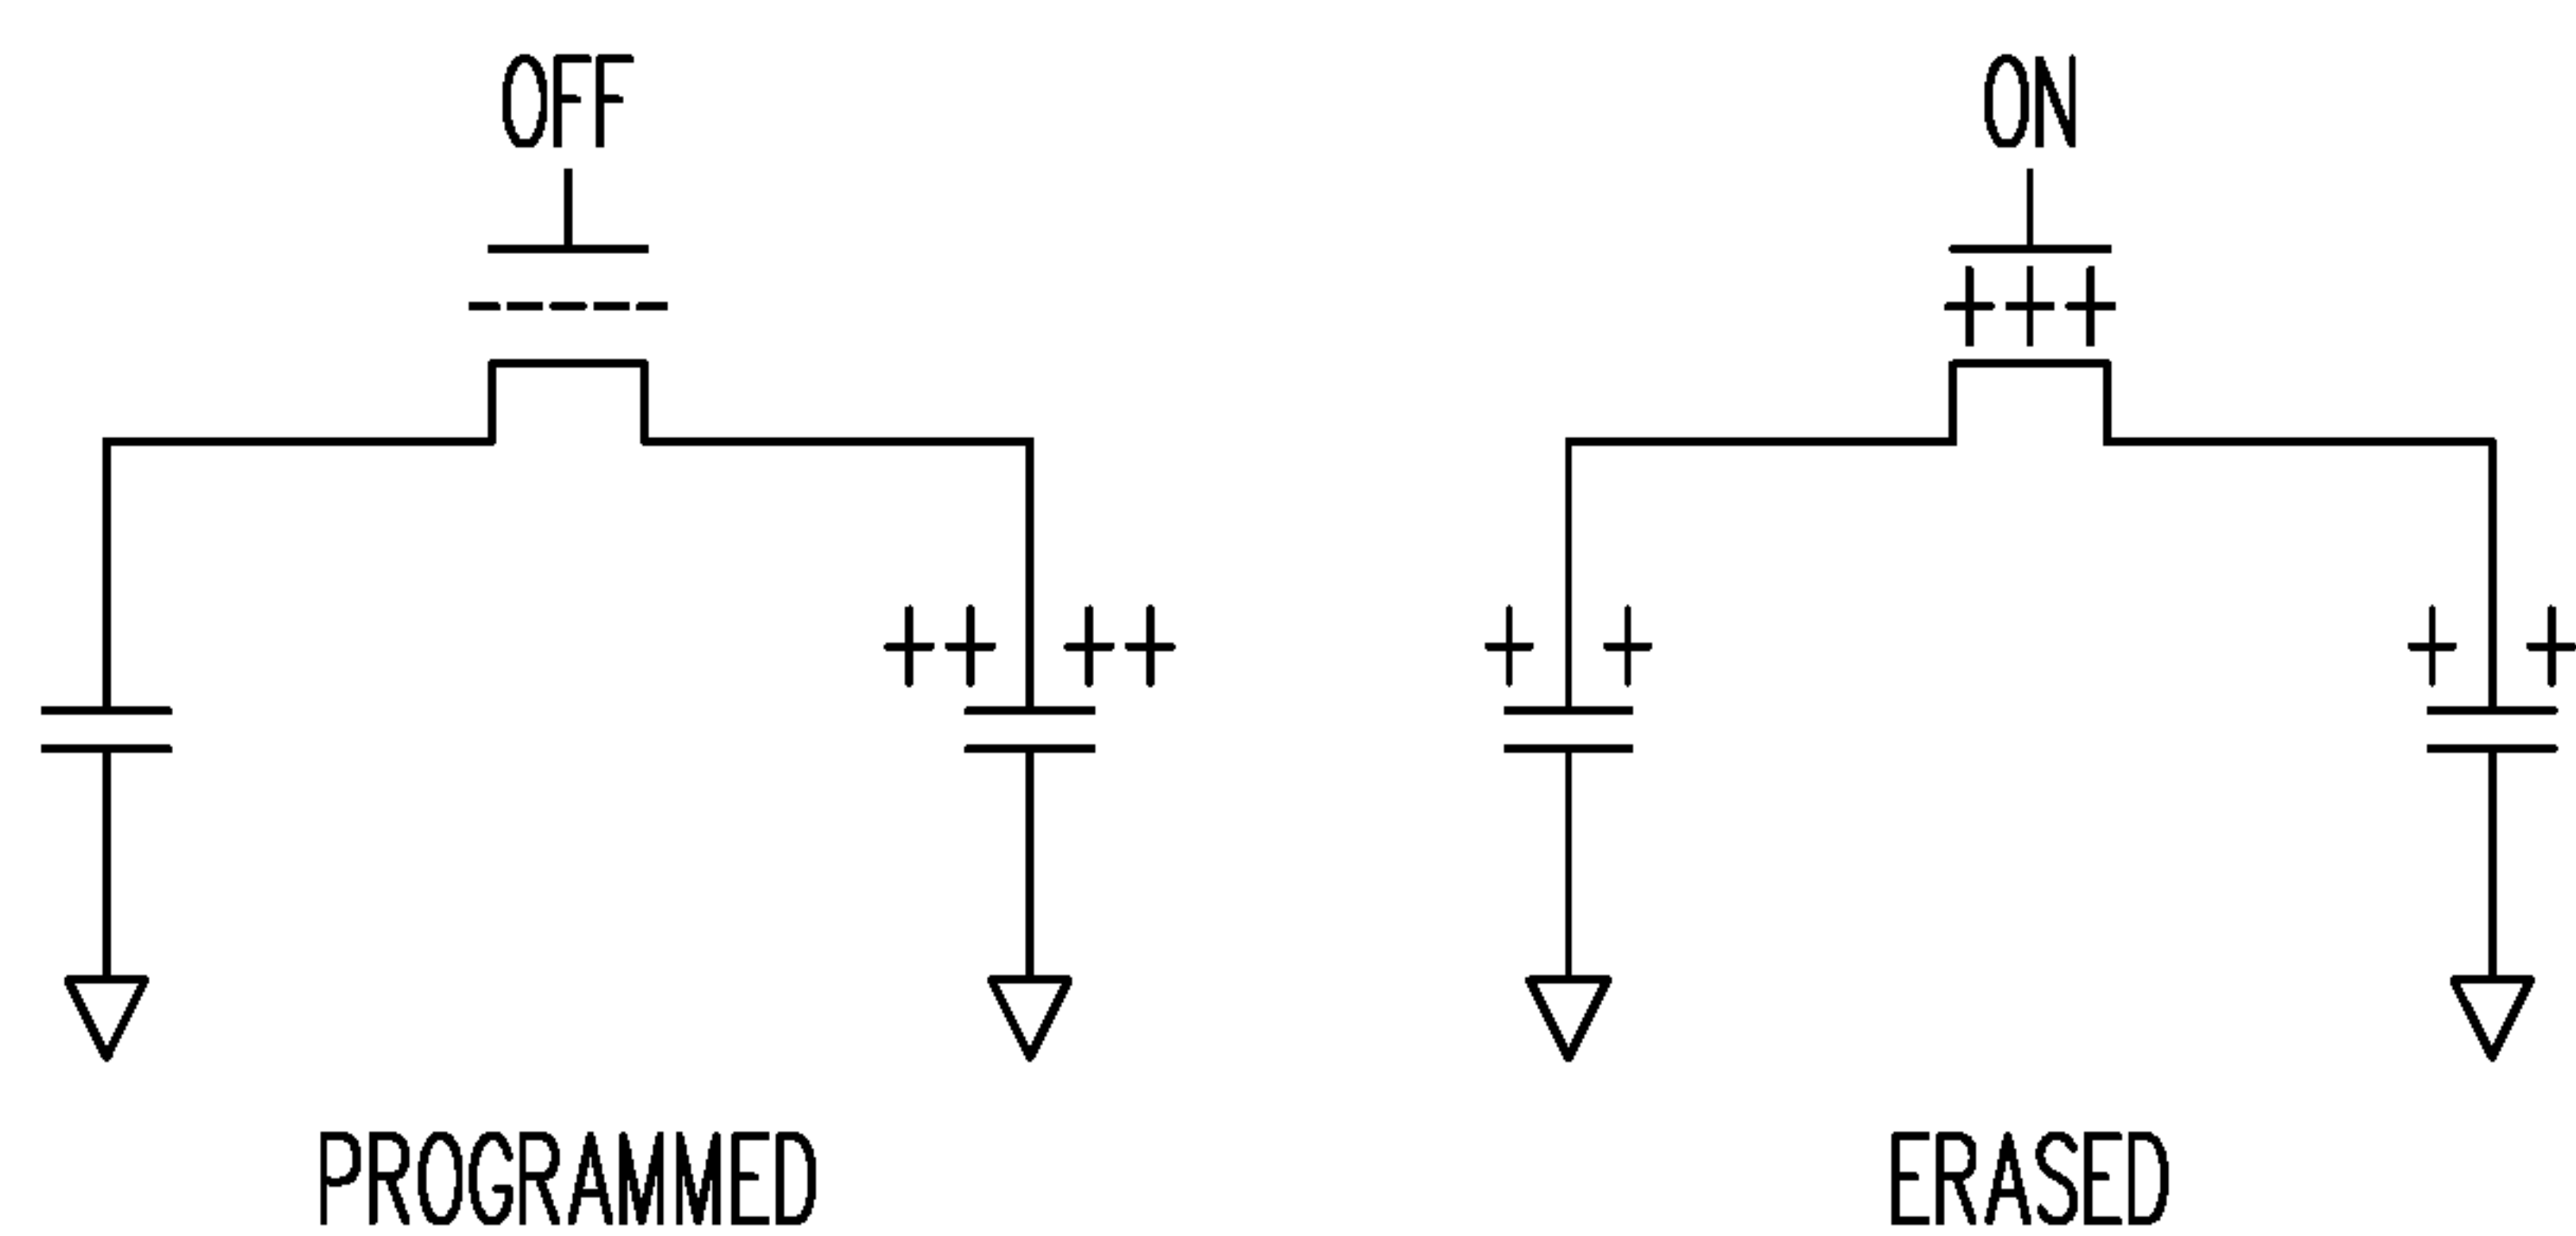 OFF
ON
+++
++ ++
+ +
+ +
PROGRAMMED
ERASED